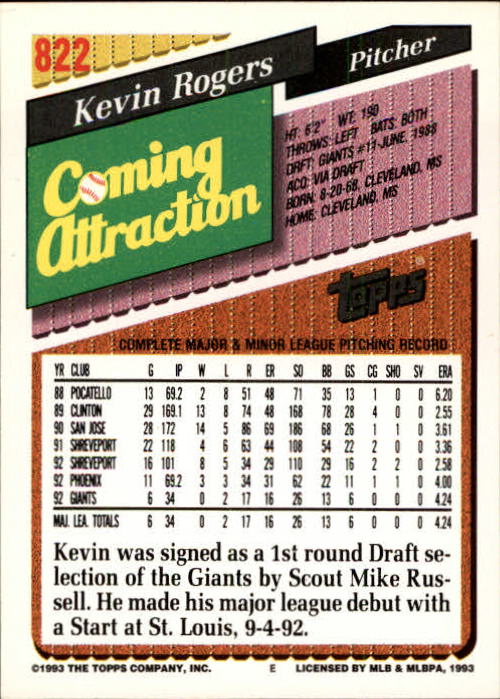 822
Kevin Rogers
Pitcher
Coming
Attraction
HT: 6'2" WT: 190
THROWS: LEFT BATS: BOTH
DRFT: GIANTS #11-JUNE, 1988
ACQ: VIA DRAFT
BORN: 8-20-68, CLEVELAND, MS
HOME: CLEVELAND, MS
TOPPS®
COMPLETE MAJOR & MINOR LEAGUE PITCHING RECORD
YR CLUB G IP W L R ER SO BB GS CG SHO SV ERA
88 POCATELLO 13 69.2 2 8 51 48 71 35 13 1 0 0 6.20
89 CLINTON 29 169.1 13 8 74 48 168 78 28 4 0 0 2.55
90 SAN JOSE 28 172 14 5 86 69 186 68 26 1 1 0 3.61
91 SHREVEPORT 22 118 4 6 63 44 108 54 22 2 0 0 3.36
92 SHREVEPORT 16 101 8 5 34 29 110 29 16 2 2 0 2.58
92 PHOENIX 11 69.2 3 3 34 31 62 22 11 1 1 0 4.00
92 GIANTS 6 34 0 2 17 16 26 13 6 0 0 0 4.24
MAJ. LEA. TOTALS 6 34 0 2 17 16 26 13 6 0 0 0 4.24
Kevin was signed as a 1st round Draft se-
lection of the Giants by Scout Mike Rus-
sell. He made his major league debut with
a Start at St. Louis, 9-4-92.
©1993 THE TOPPS COMPANY, INC. E LICENSED BY MLB & MLBPA, 1993